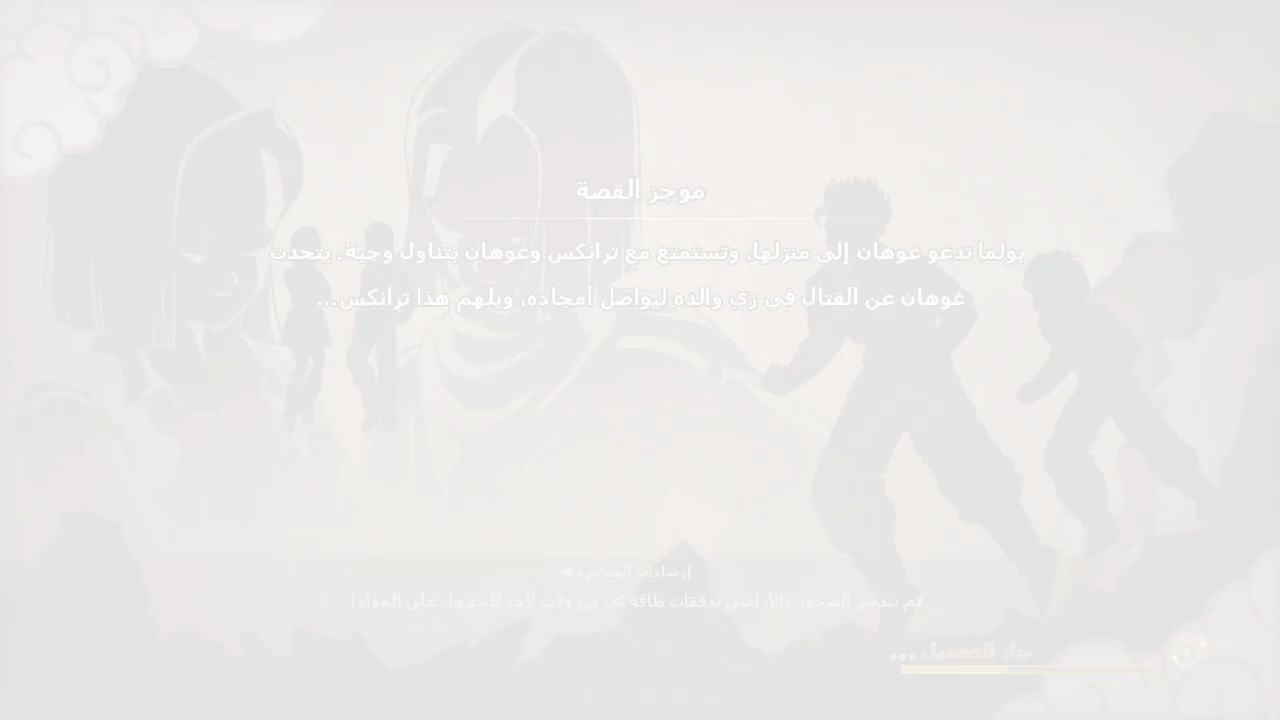 موجز القصة
بولما تدعو غوهان إلى منزلها، وتستمتع مع ترانكس وغوهان بتناول وجبة. يتحدث
غوهان عن القتال في زي والده ليواصل أمجاده، ويلهم هذا ترانكس...
إرشادات المغامرة★
قم بتدمير الصخور والأراضي بدفقات طاقة كي من وقت لآخر للحصول على المواد!
جارٍ التحميل ...